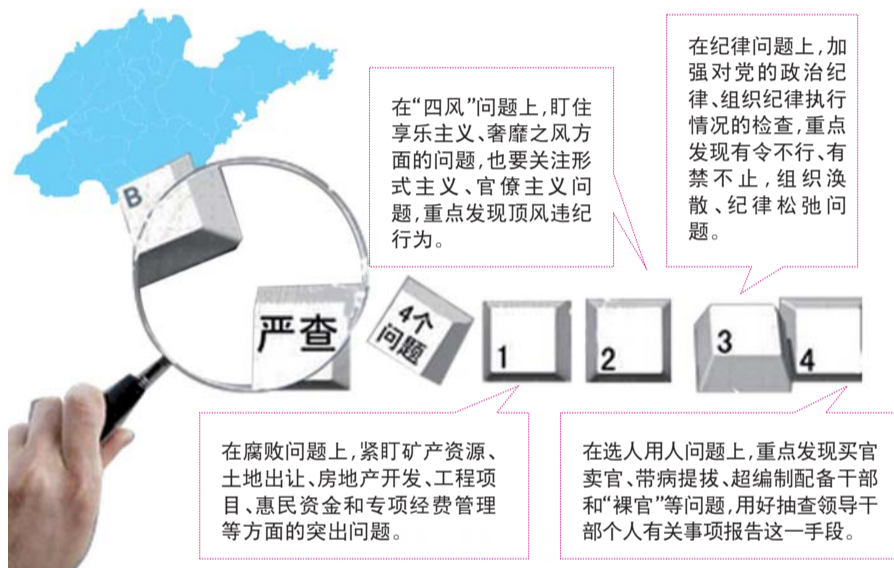 B
严查
4个
问题
1
2
3
4
在腐败问题上，紧盯矿产资源、
土地出让、房地产开发、工程项
目、惠民资金和专项经费管理
等方面的突出问题。
在“四风”问题上，盯住
享乐主义、奢靡之风方
面的问题，也要关注形
式主义、官僚主义问
题，重点发现顶风违纪
行为。
在纪律问题上，加
强对党的政治纪
律、组织纪律执行
情况的检查，重点
发现有令不行、有
禁不止，组织涣
散、纪律松弛问
题。
在选人用人问题上，重点发现买官
卖官、带病提拔、超编制配备干部
和“裸官”等问题，用好抽查领导干
部个人有关事项报告这一手段。